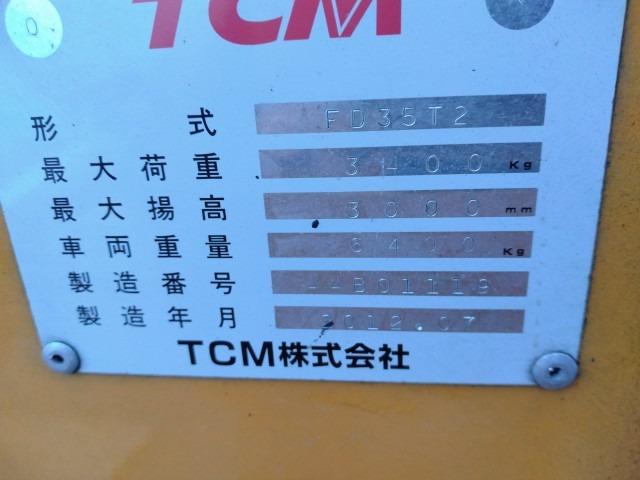 TCM
形式 FD35T2
最大荷重 3400 Kg
最大揚高 3000 mm
車両重量 6400 Kg
製造番号
製造年月 2012.07
TCM株式会社